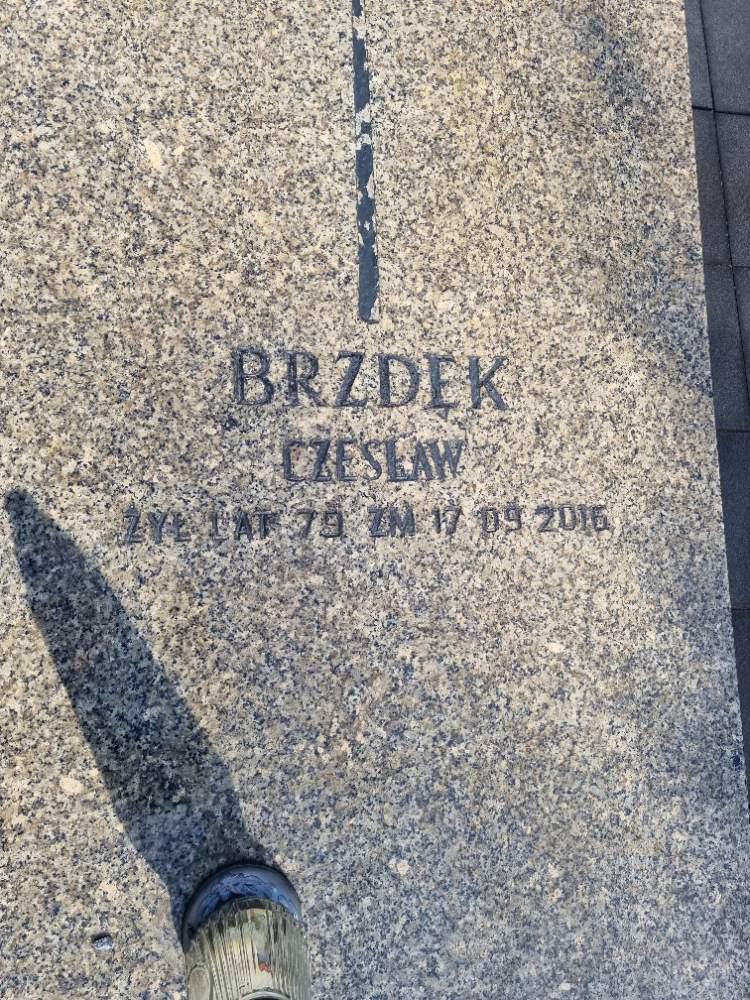 BRZDĘK
CZESŁAW
ŻYŁ LAT 79 ZM 17 09 2016